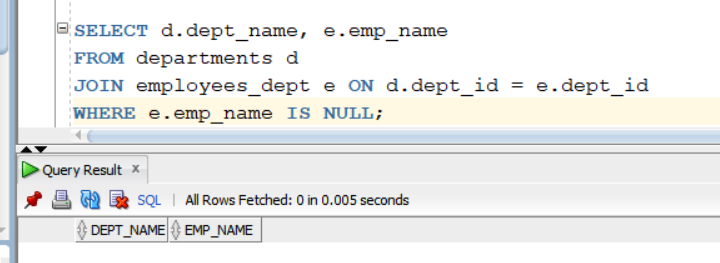 SELECT d.dept_name, e.emp_name
FROM departments d
JOIN employees_dept e ON d.dept_id = e.dept_id
WHERE e.emp_name IS NULL;
Query Result x
SQL | All Rows Fetched: 0 in 0.005 seconds
DEPT_NAME EMP_NAME